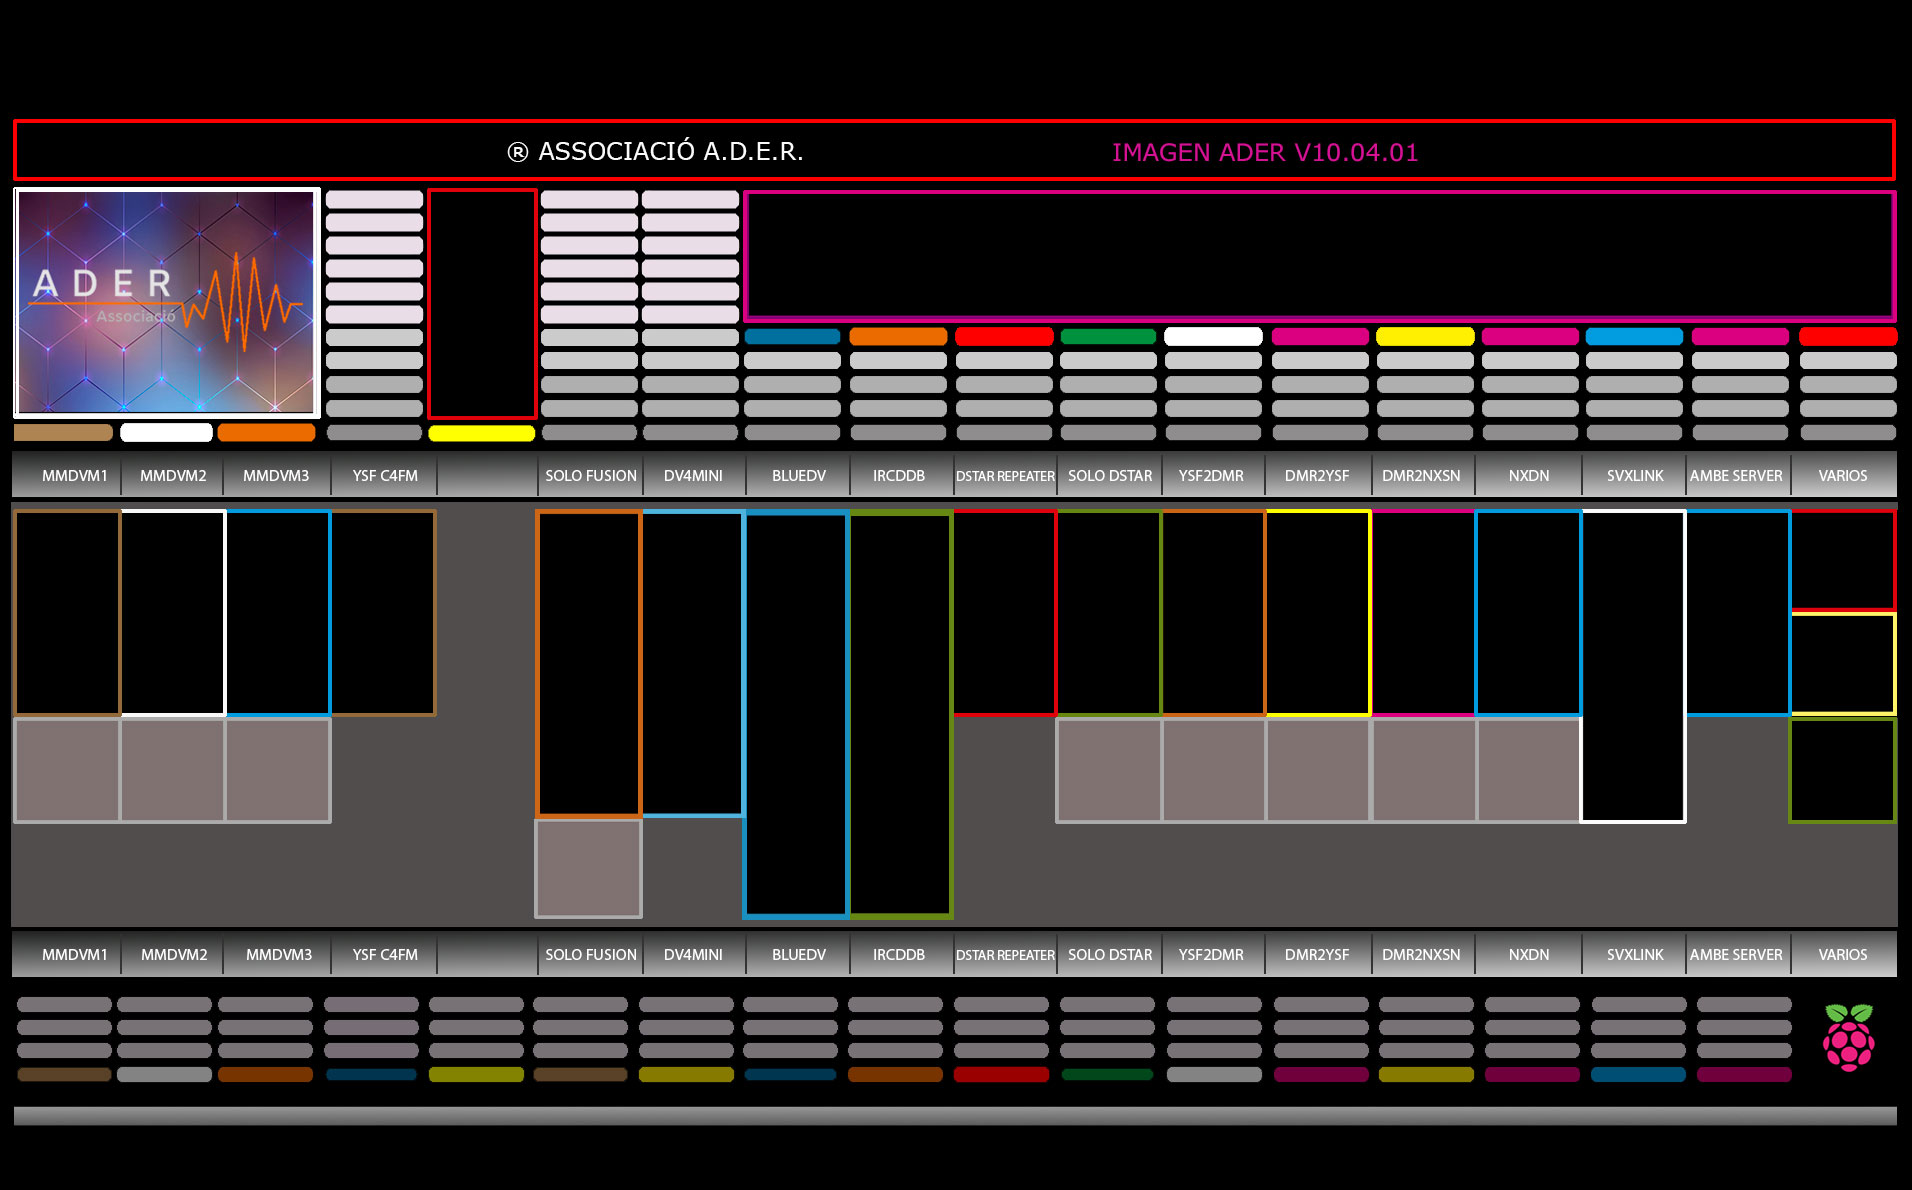 ® ASSOCIACIÓ A.D.E.R. IMAGEN ADER V10.04.01
ADER
Associació
MMDVM1 MMDVM2 MMDVM3 YSF C4FM SOLO FUSION DV4MINI BLUEDV IRCDDB DSTAR REPEATER SOLO DSTAR YSF2DMR DMR2YSF DMR2NXSN NXDN SVXLINK AMBE SERVER VARIOS
MMDVM1 MMDVM2 MMDVM3 YSF C4FM SOLO FUSION DV4MINI BLUEDV IRCDDB DSTAR REPEATER SOLO DSTAR YSF2DMR DMR2YSF DMR2NXSN NXDN SVXLINK AMBE SERVER VARIOS